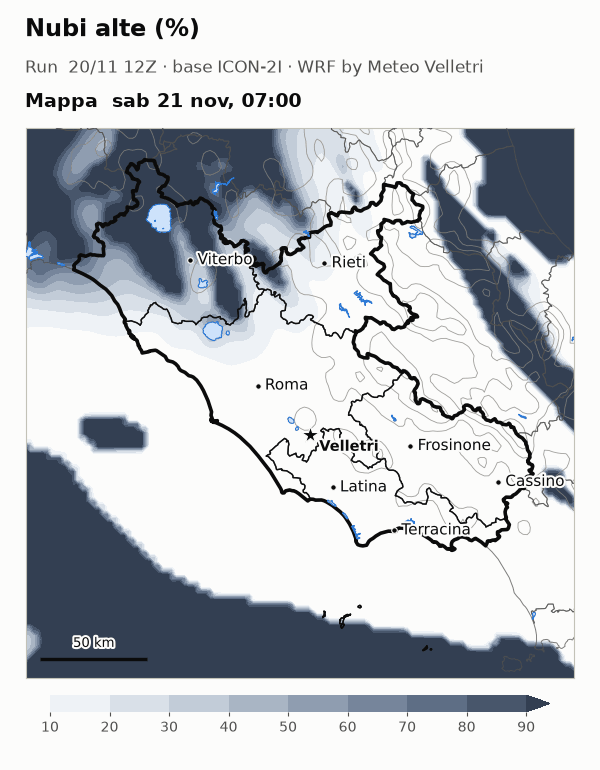 Nubi alte (%)
Run  20/11 12Z · base ICON-2I · WRF by Meteo Velletri
Mappa  sab 21 nov, 07:00
Viterbo
Rieti
Roma
Velletri
Frosinone
Latina
Cassino
Terracina
50 km
10 20 30 40 50 60 70 80 90